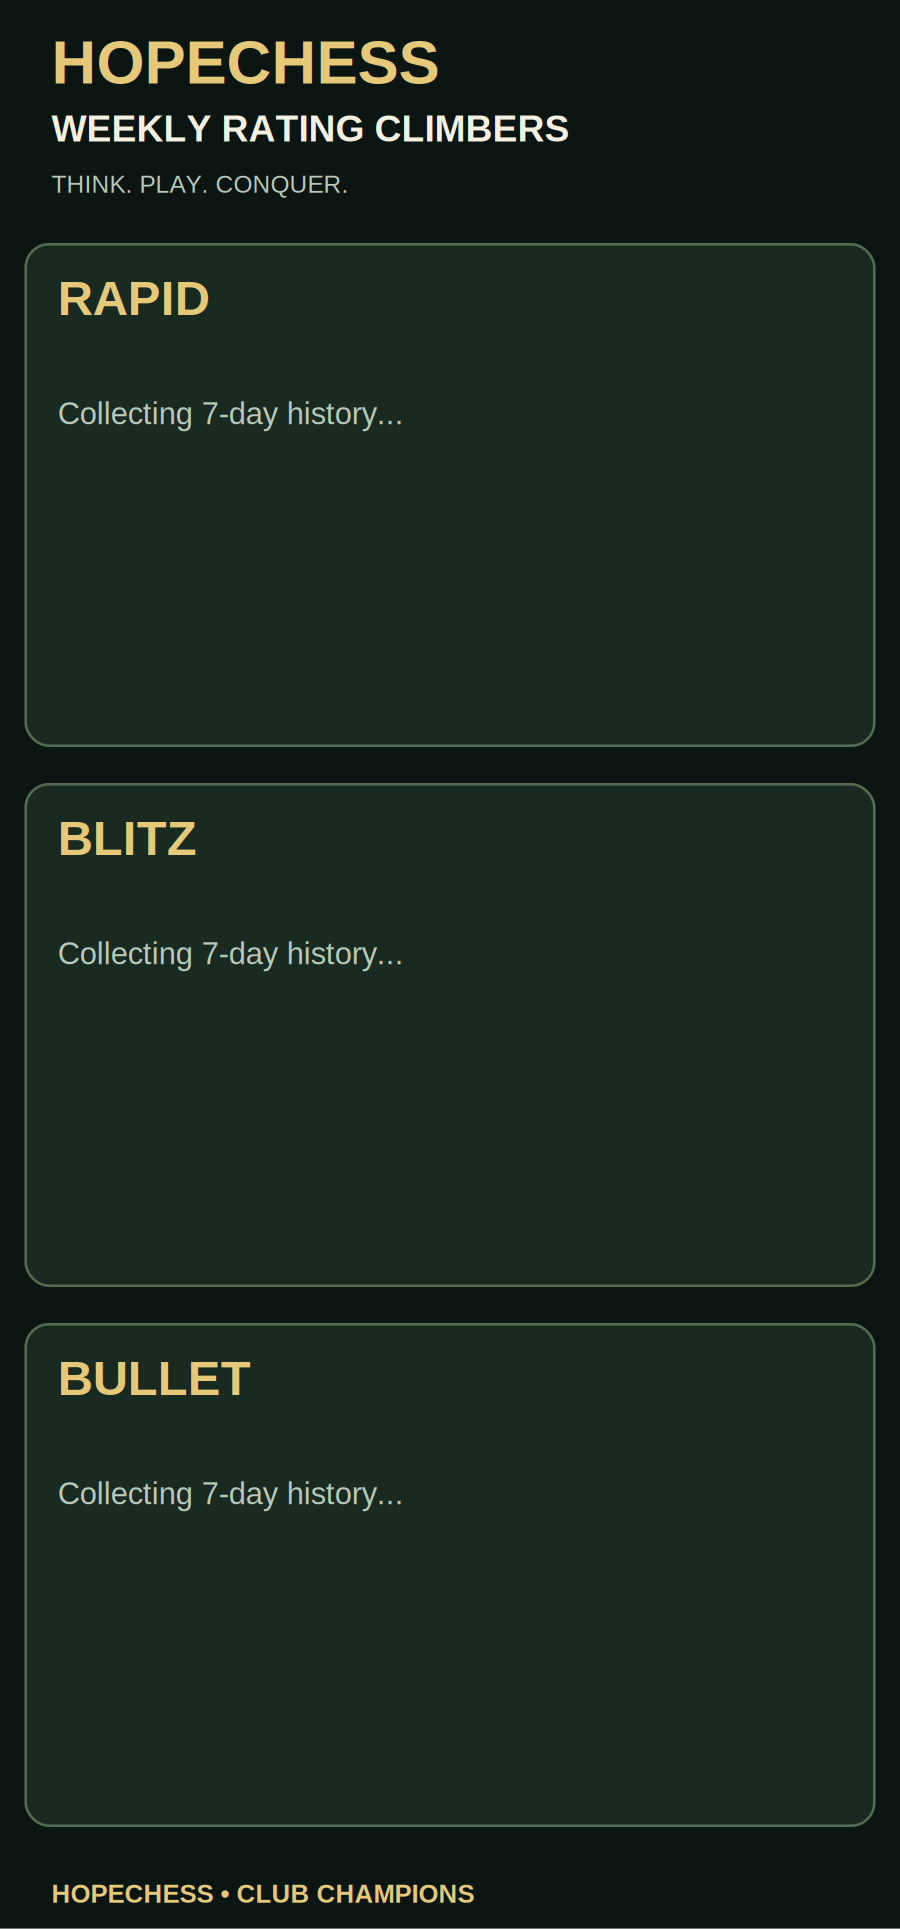 HOPECHESS
WEEKLY RATING CLIMBERS
THINK. PLAY. CONQUER.
RAPID
Collecting 7-day history...
BLITZ
Collecting 7-day history...
BULLET
Collecting 7-day history...
HOPECHESS • CLUB CHAMPIONS